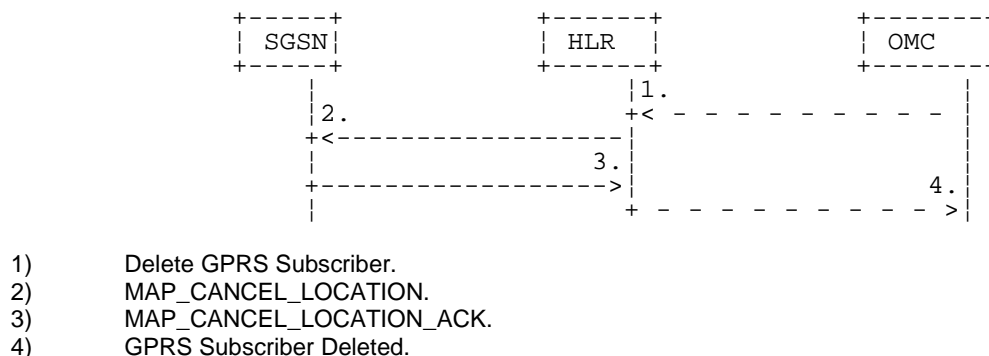 SGSN HLR OMC
1.
2.
3.
4.
1) Delete GPRS Subscriber.
2) MAP_CANCEL_LOCATION.
3) MAP_CANCEL_LOCATION_ACK.
4) GPRS Subscriber Deleted.